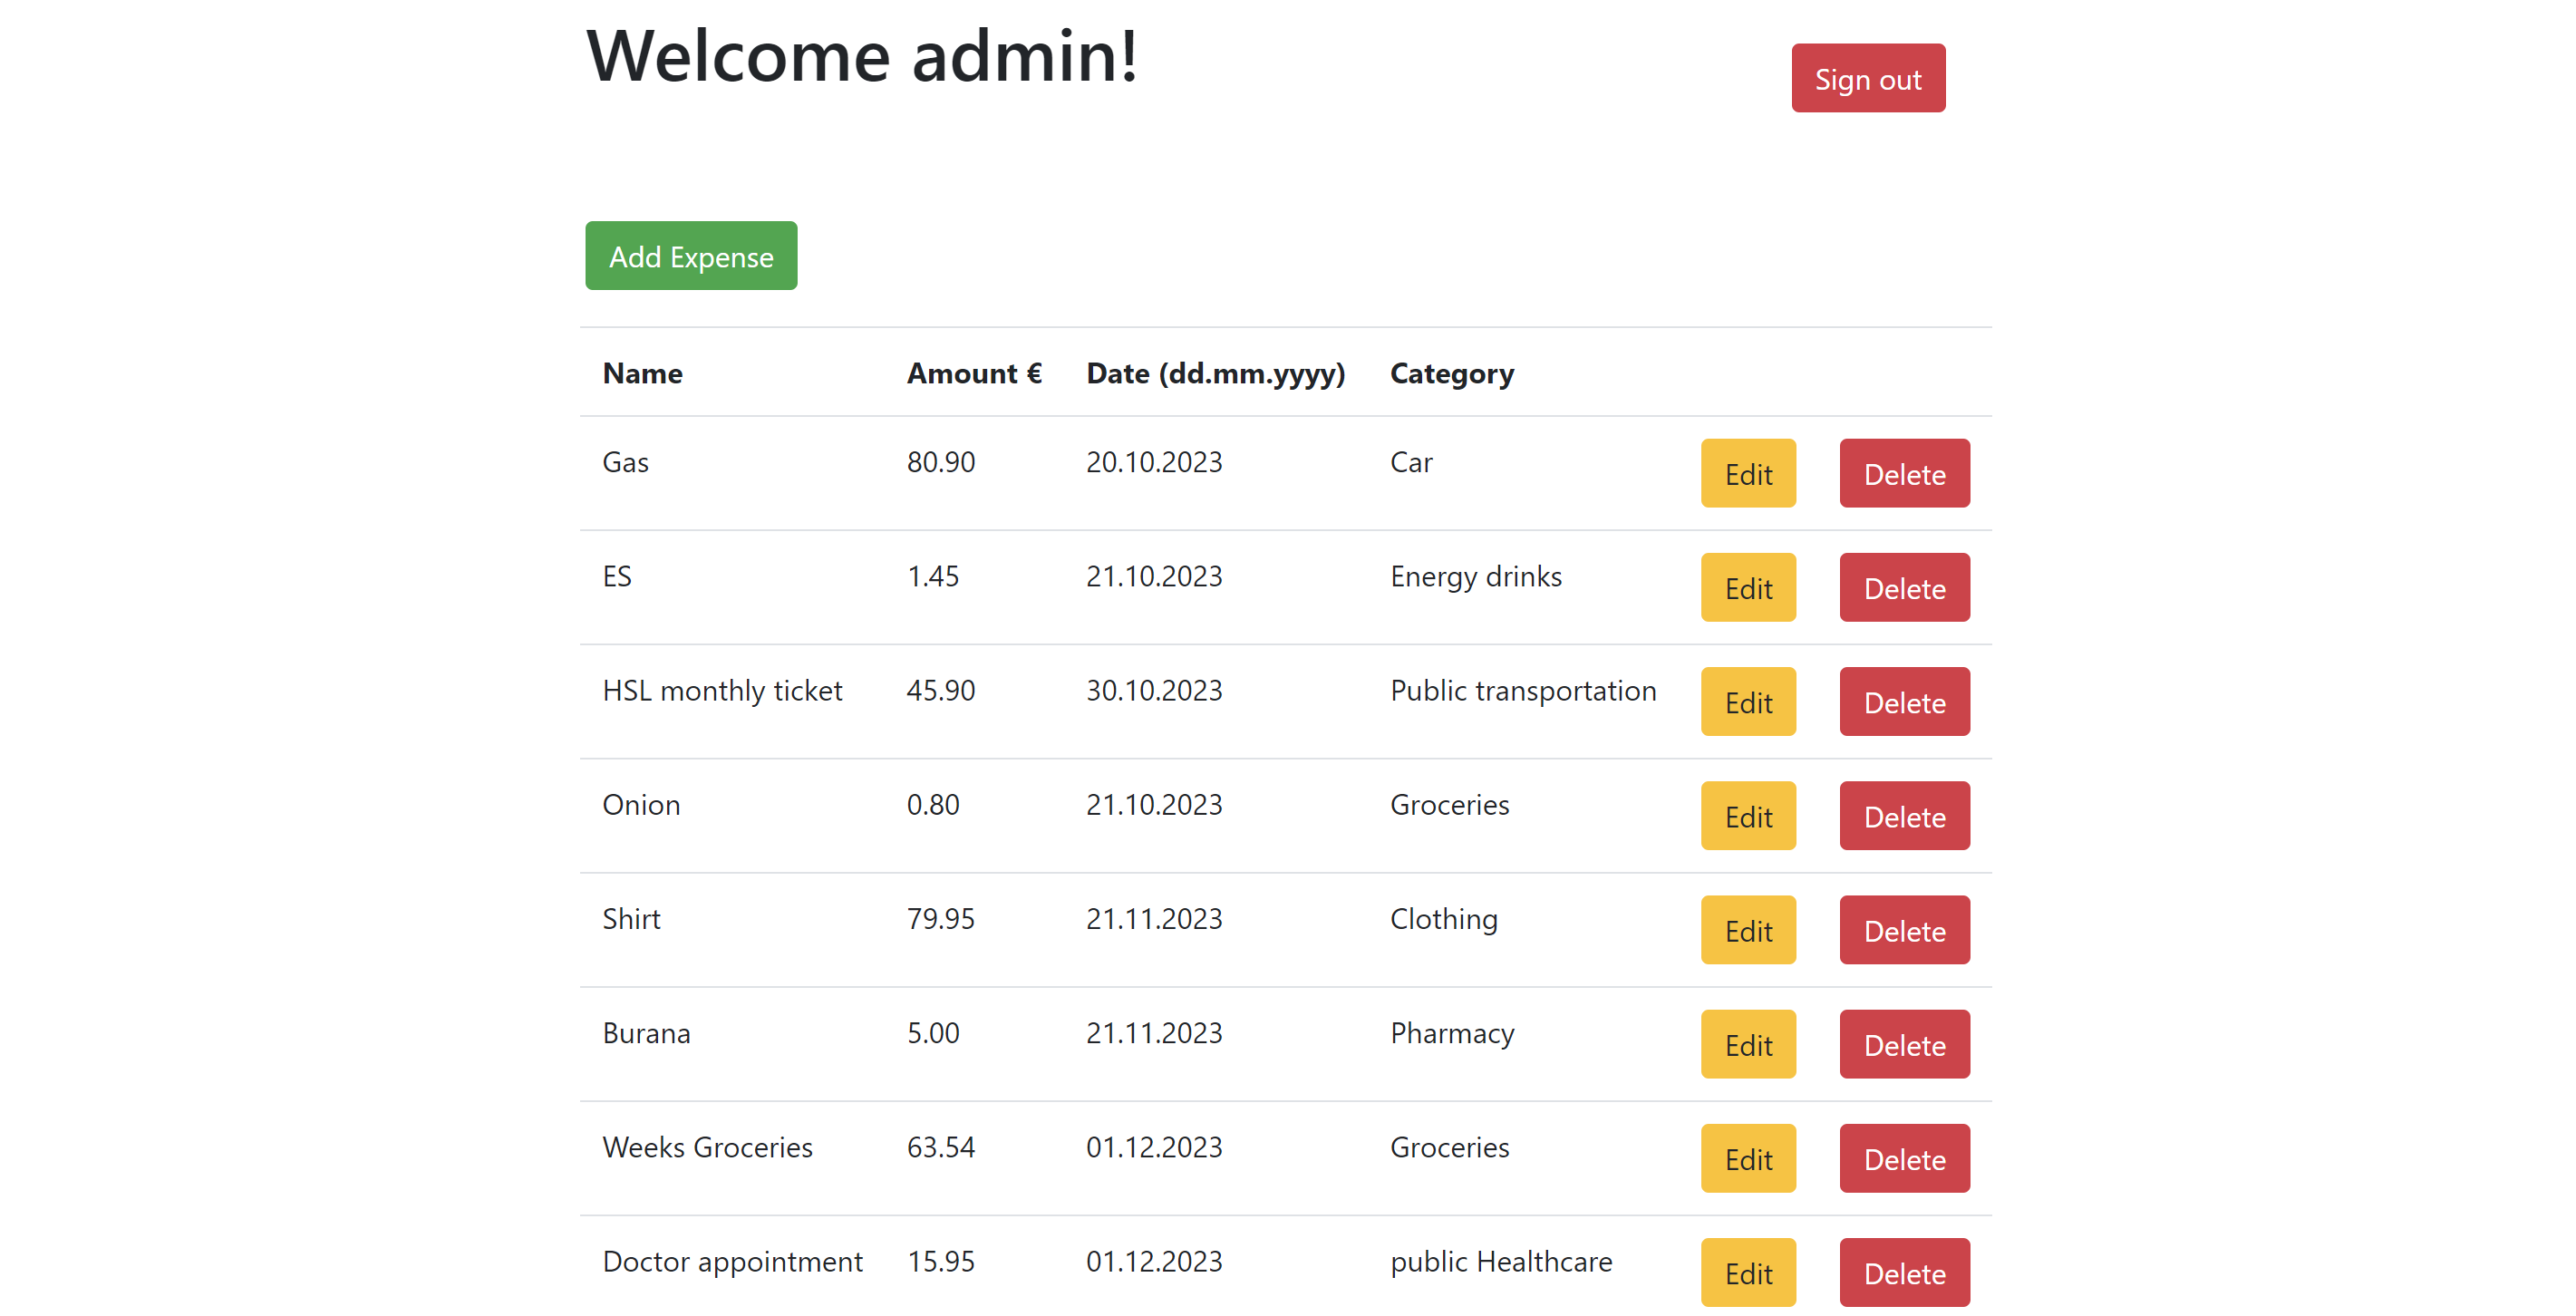 Welcome admin!
Sign out
Add Expense
Name Amount € Date (dd.mm.yyyy) Category
Gas 80.90 20.10.2023 Car Edit Delete
ES 1.45 21.10.2023 Energy drinks Edit Delete
HSL monthly ticket 45.90 30.10.2023 Public transportation Edit Delete
Onion 0.80 21.10.2023 Groceries Edit Delete
Shirt 79.95 21.11.2023 Clothing Edit Delete
Burana 5.00 21.11.2023 Pharmacy Edit Delete
Weeks Groceries 63.54 01.12.2023 Groceries Edit Delete
Doctor appointment 15.95 01.12.2023 public Healthcare Edit Delete